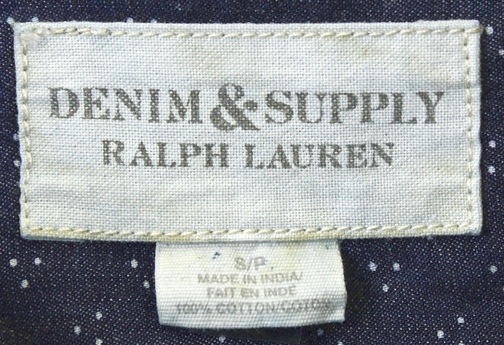 DENIM & SUPPLY
RALPH LAUREN
S/P
MADE IN INDIA/
FAIT EN INDE
100% COTTON/COTON